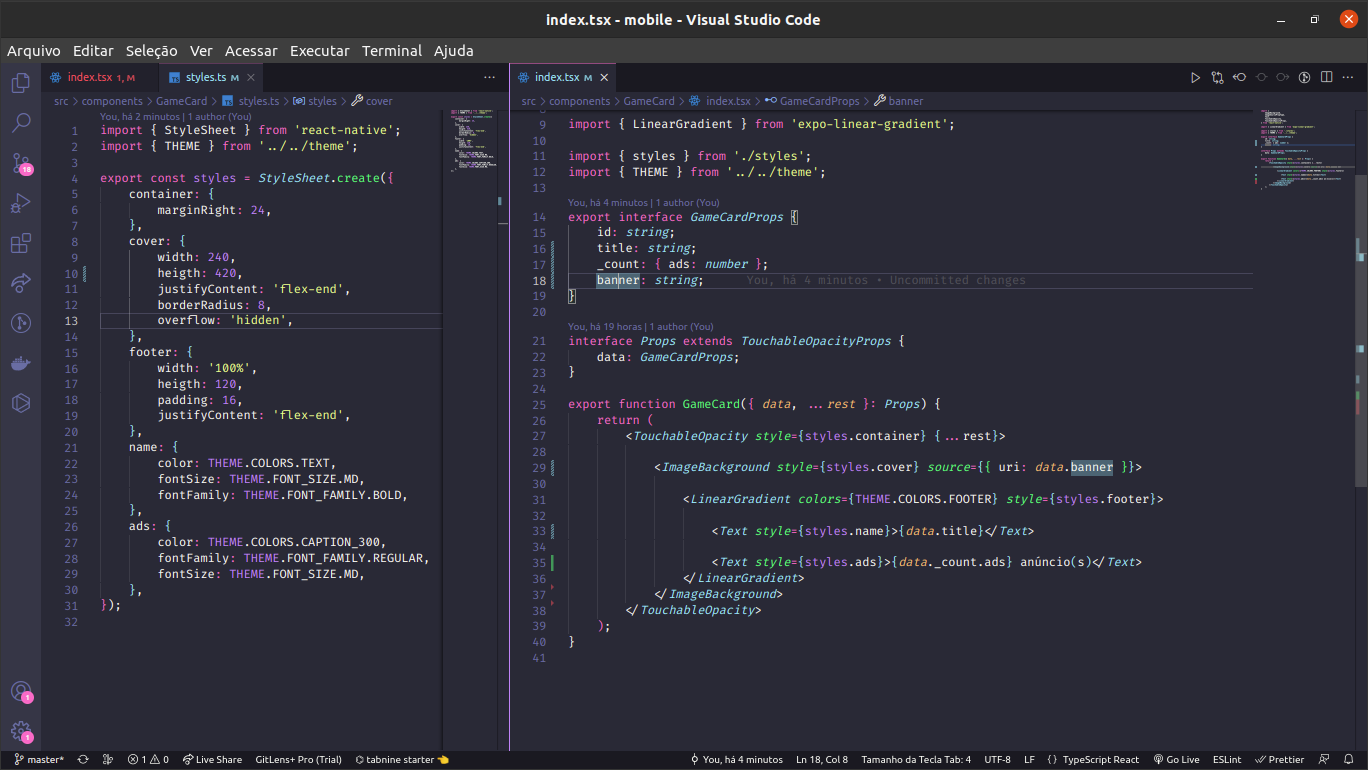 index.tsx - mobile - Visual Studio Code
Arquivo Editar Seleção Ver Acessar Executar Terminal Ajuda
index.tsx 1, M
styles.ts M
src > components > GameCard > styles.ts > styles > cover
You, há 2 minutos | 1 author (You)
1 import { StyleSheet } from 'react-native';
2 import { THEME } from '../../theme';
3
4 export const styles = StyleSheet.create({
5 container: {
6 marginRight: 24,
7 },
8 cover: {
9 width: 240,
10 heigth: 420,
11 justifyContent: 'flex-end',
12 borderRadius: 8,
13 overflow: 'hidden',
14 },
15 footer: {
16 width: '100%',
17 heigth: 120,
18 padding: 16,
19 justifyContent: 'flex-end',
20 },
21 name: {
22 color: THEME.COLORS.TEXT,
23 fontSize: THEME.FONT_SIZE.MD,
24 fontFamily: THEME.FONT_FAMILY.BOLD,
25 },
26 ads: {
27 color: THEME.COLORS.CAPTION_300,
28 fontFamily: THEME.FONT_FAMILY.REGULAR,
29 fontSize: THEME.FONT_SIZE.MD,
30 },
31 });
32
index.tsx M
src > components > GameCard > index.tsx > GameCardProps > banner
9 import { LinearGradient } from 'expo-linear-gradient';
10
11 import { styles } from './styles';
12 import { THEME } from '../../theme';
13
You, há 4 minutos | 1 author (You)
14 export interface GameCardProps {
15 id: string;
16 title: string;
17 _count: { ads: number };
18 banner: string; You, há 4 minutos • Uncommitted changes
19 }
20
You, há 19 horas | 1 author (You)
21 interface Props extends TouchableOpacityProps {
22 data: GameCardProps;
23 }
24
25 export function GameCard({ data, ...rest }: Props) {
26 return (
27 <TouchableOpacity style={styles.container} {...rest}>
28
29 <ImageBackground style={styles.cover} source={{ uri: data.banner }}>
30
31 <LinearGradient colors={THEME.COLORS.FOOTER} style={styles.footer}>
32
33 <Text style={styles.name}>{data.title}</Text>
34
35 <Text style={styles.ads}>{data._count.ads} anúncio(s)</Text>
36 </LinearGradient>
37 </ImageBackground>
38 </TouchableOpacity>
39 );
40 }
41
18
1
1
master* 1 0 Live Share GitLens+ Pro (Trial) tabnine starter You, há 4 minutos Ln 18, Col 8 Tamanho da Tecla Tab: 4 UTF-8 LF {} TypeScript React Go Live ESLint Prettier